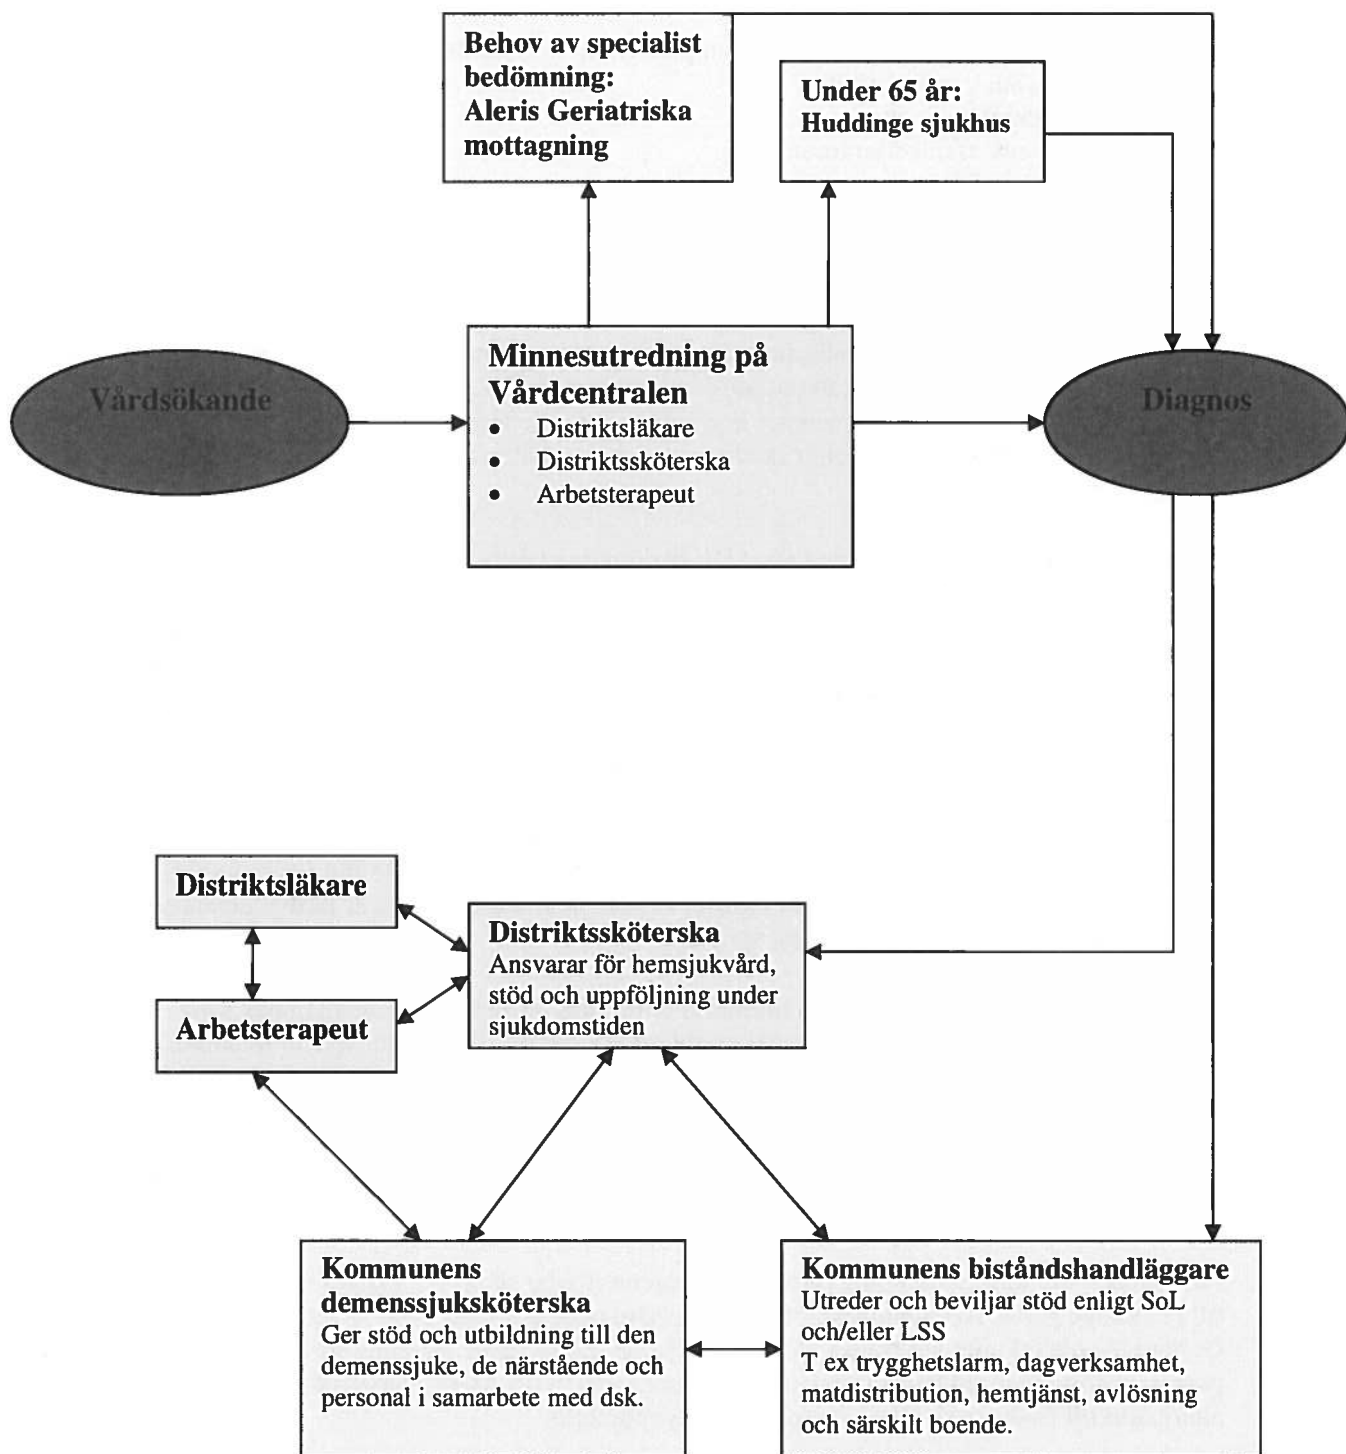 Behov av specialist
bedömning:
Aleris Geriatriska
mottagning
Under 65 år:
Huddinge sjukhus
Vårdsökande
Minnesutredning på
Vårdcentralen
• Distriktsläkare
• Distriktssköterska
• Arbetsterapeut
Diagnos
Distriktsläkare
Arbetsterapeut
Distriktssköterska
Ansvarar för hemsjukvård,
stöd och uppföljning under
sjukdomstiden
Kommunens
demenssjuksköterska
Ger stöd och utbildning till den
demenssjuke, de närstående och
personal i samarbete med dsk.
Kommunens biståndshandläggare
Utreder och beviljar stöd enligt SoL
och/eller LSS
T ex trygghetslarm, dagverksamhet,
matdistribution, hemtjänst, avlösning
och särskilt boende.